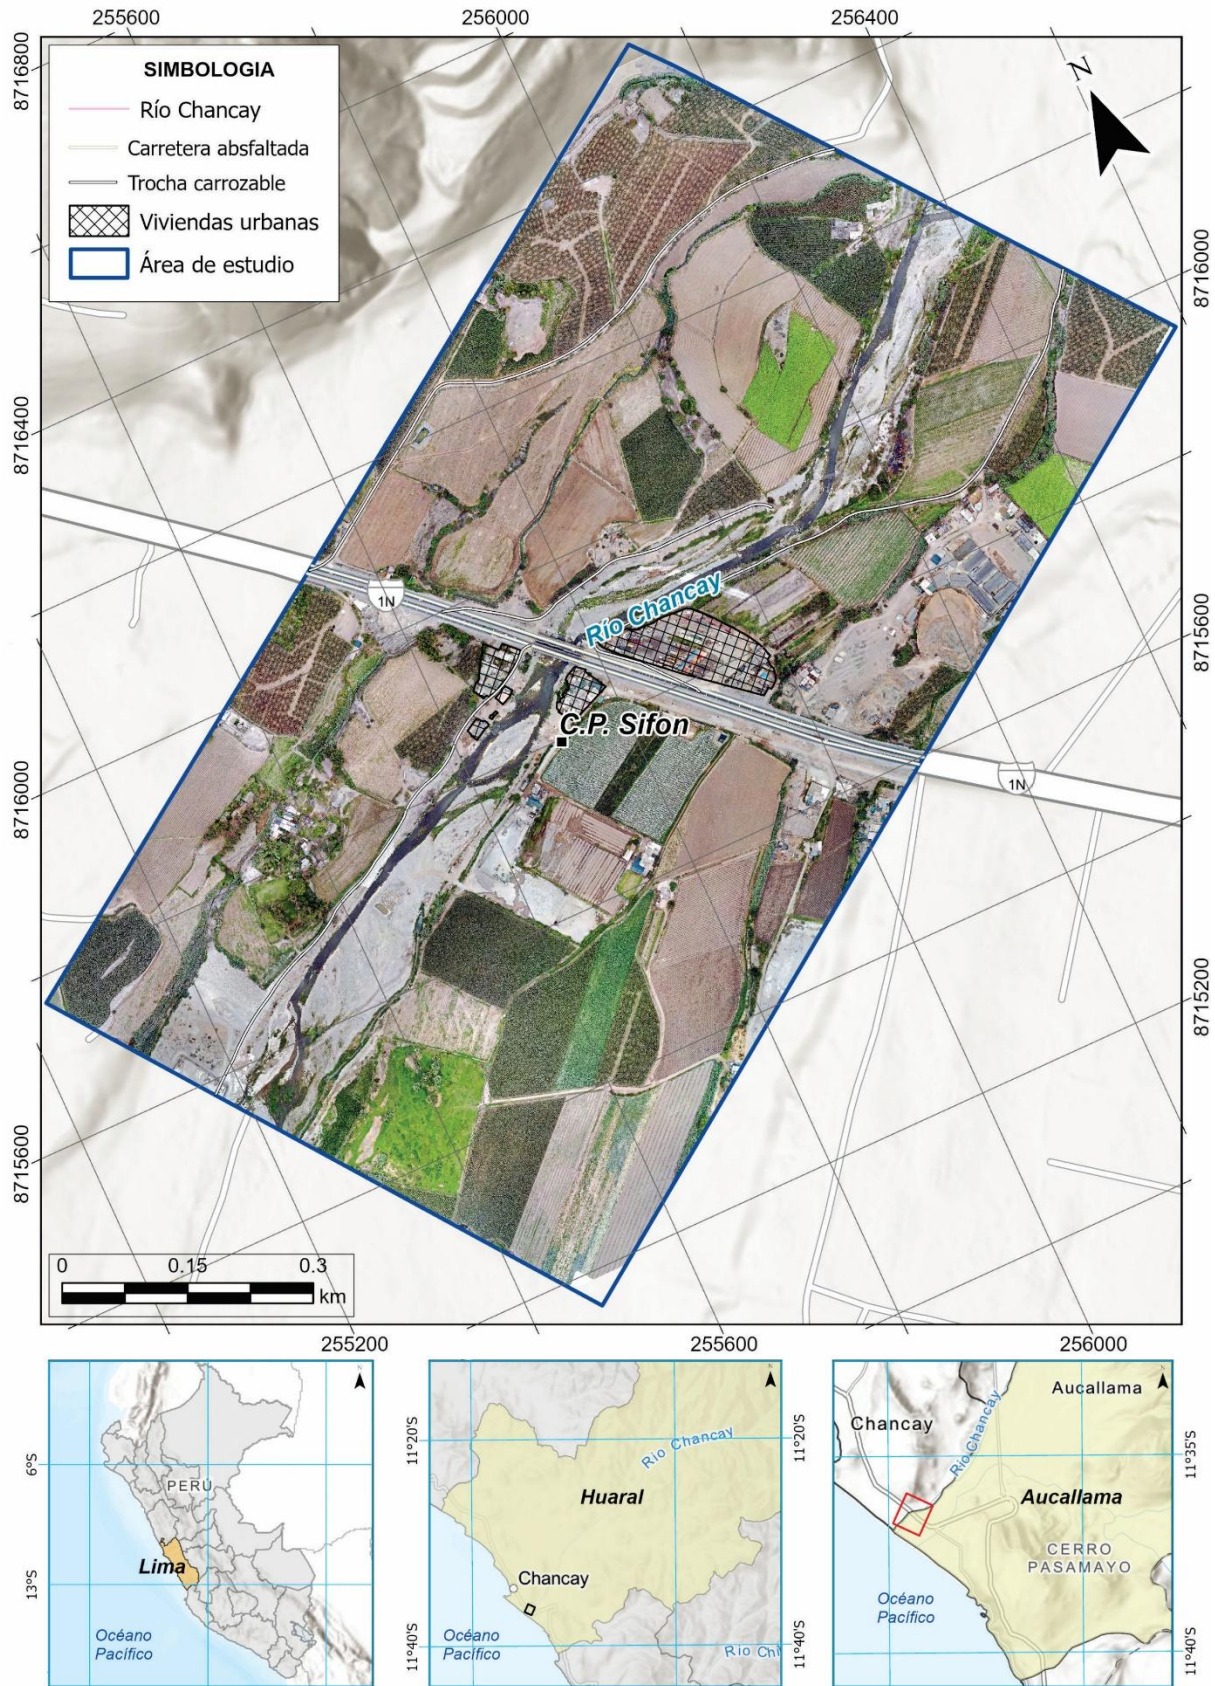 255600
256000
256400
8716800
SIMBOLOGIA
Río Chancay
Carretera absfaltada
Trocha carrozable
Viviendas urbanas
Área de estudio
N
8716000
8716400
1N
Río Chancay
8715600
C.P. Sifon
1N
8716000
8715200
8715600
0 0.15 0.3
km
255200
255600
256000
6°S
13°S
PERÚ
Lima
Océano
Pacífico
N
11°20'S
11°40'S
Río Chancay
Huaral
Chancay
Océano
Pacífico
Río Chi
11°20'S
11°40'S
N
Aucallama
Chancay
Río Chancay
Aucallama
CERRO
PASAMAYO
Océano
Pacífico
11°35'S
11°40'S